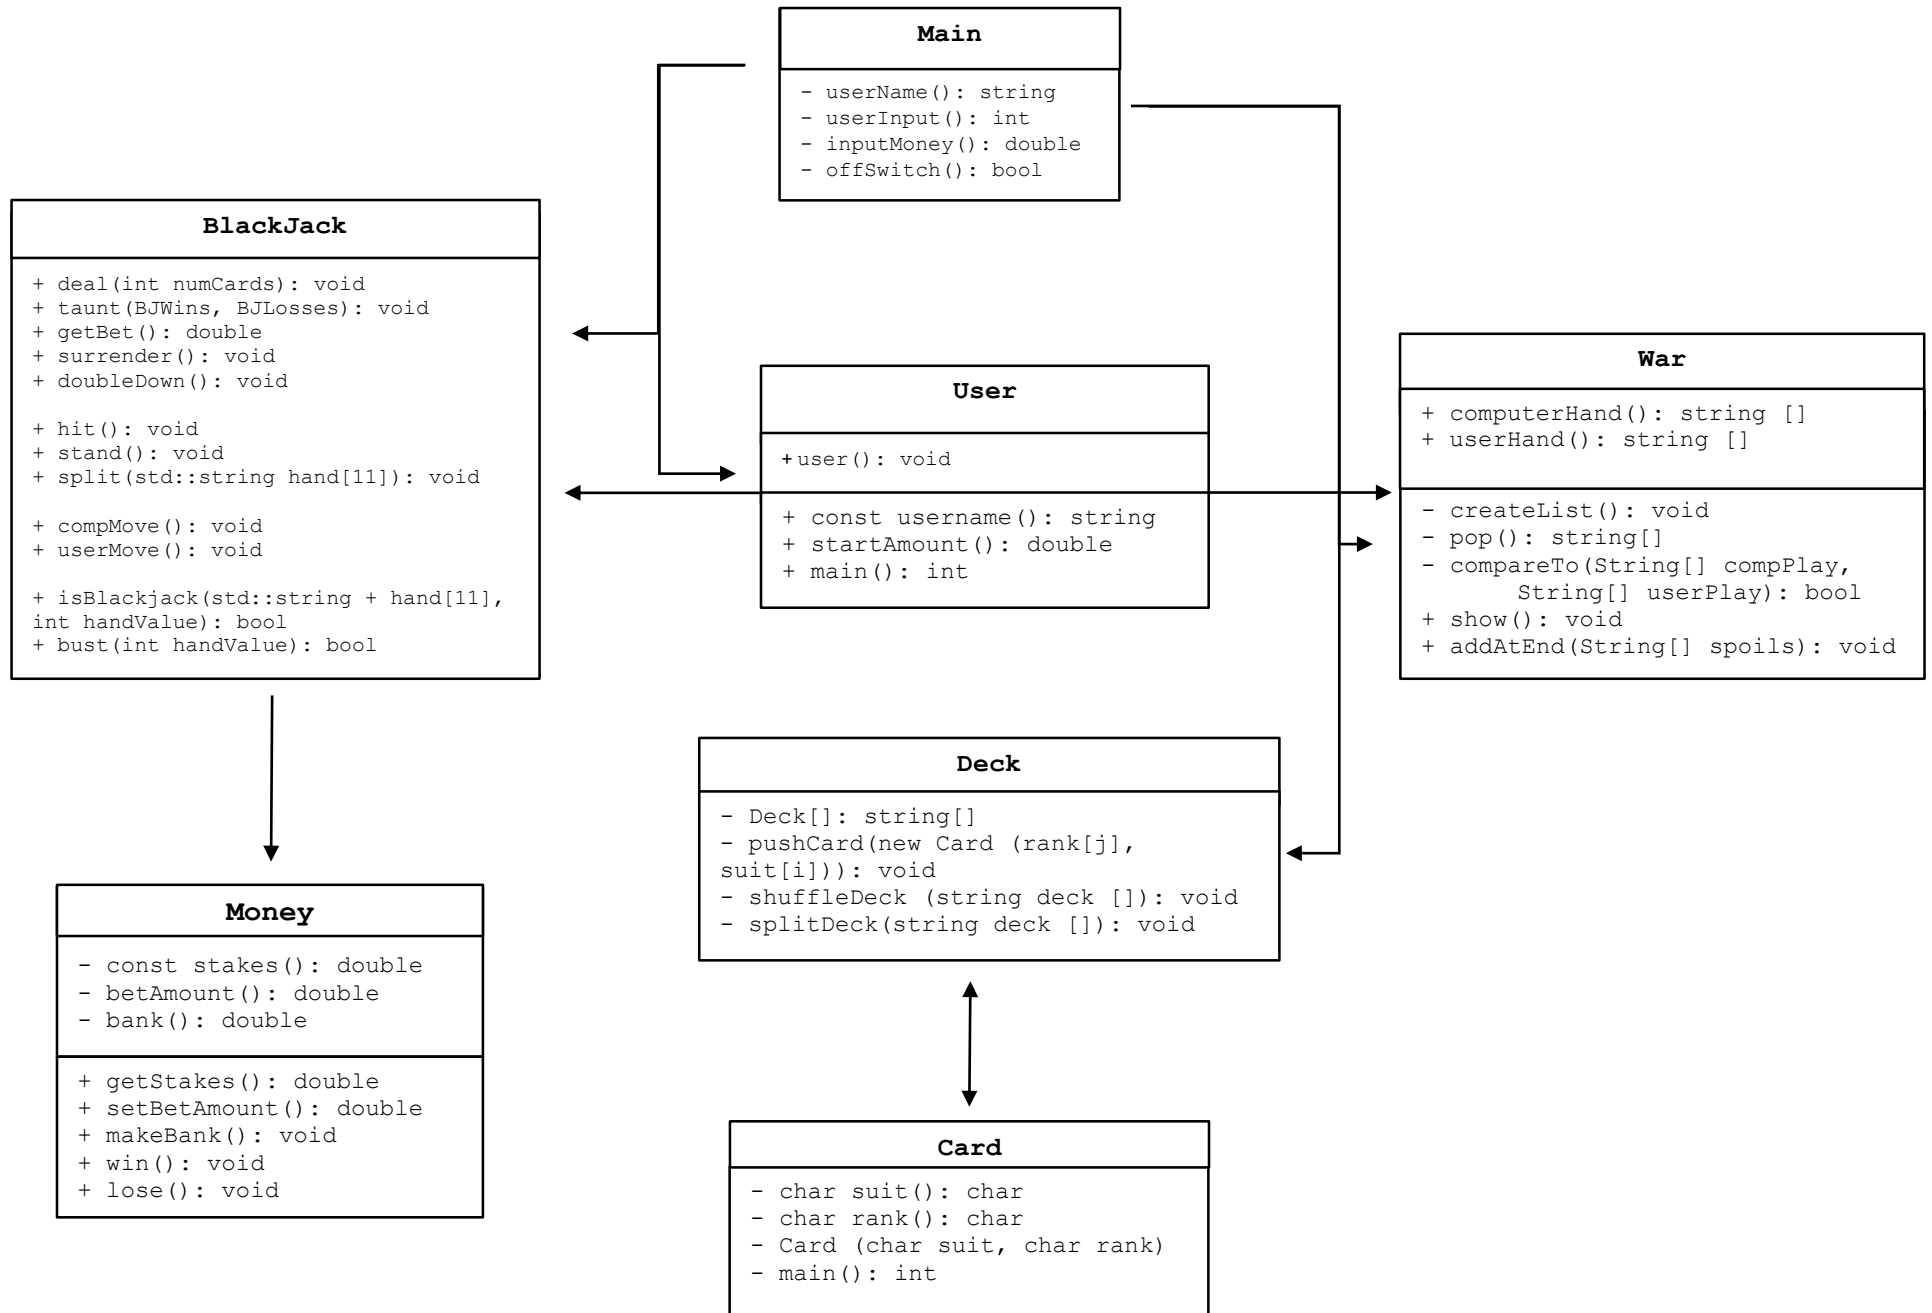 Main
- userName(): string
- userInput(): int
- inputMoney(): double
- offSwitch(): bool
BlackJack
+ deal(int numCards): void
+ taunt(BJWins, BJLosses): void
+ getBet(): double
+ surrender(): void
+ doubleDown(): void
+ hit(): void
+ stand(): void
+ split(std::string hand[11]): void
+ compMove(): void
+ userMove(): void
+ isBlackjack(std::string + hand[11],
int handValue): bool
+ bust(int handValue): bool
User
+user(): void
+ const username(): string
+ startAmount(): double
+ main(): int
War
+ computerHand(): string []
+ userHand(): string []
- createList(): void
- pop(): string[]
- compareTo(String[] compPlay,
String[] userPlay): bool
+ show(): void
+ addAtEnd(String[] spoils): void
Deck
- Deck[]: string[]
- pushCard(new Card (rank[j],
suit[i])): void
- shuffleDeck (string deck []): void
- splitDeck(string deck []): void
Money
- const stakes(): double
- betAmount(): double
- bank(): double
+ getStakes(): double
+ setBetAmount(): double
+ makeBank(): void
+ win(): void
+ lose(): void
Card
- char suit(): char
- char rank(): char
- Card (char suit, char rank)
- main(): int